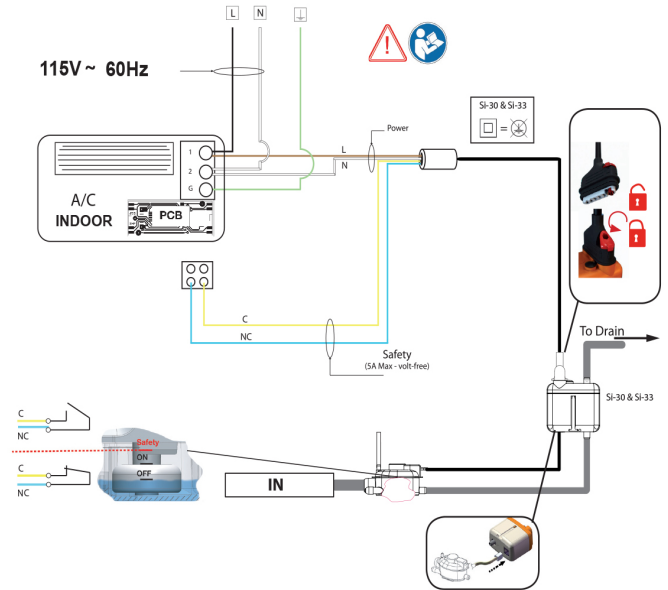 L N
115V ~ 60Hz
Si-30 & Si-33
=
Power
L
N
1
2
G
A/C
INDOOR
PCB
C
NC
Safety
(5A Max - volt-free)
To Drain
Si-30 & Si-33
C
NC
Safety
ON
OFF
C
NC
IN